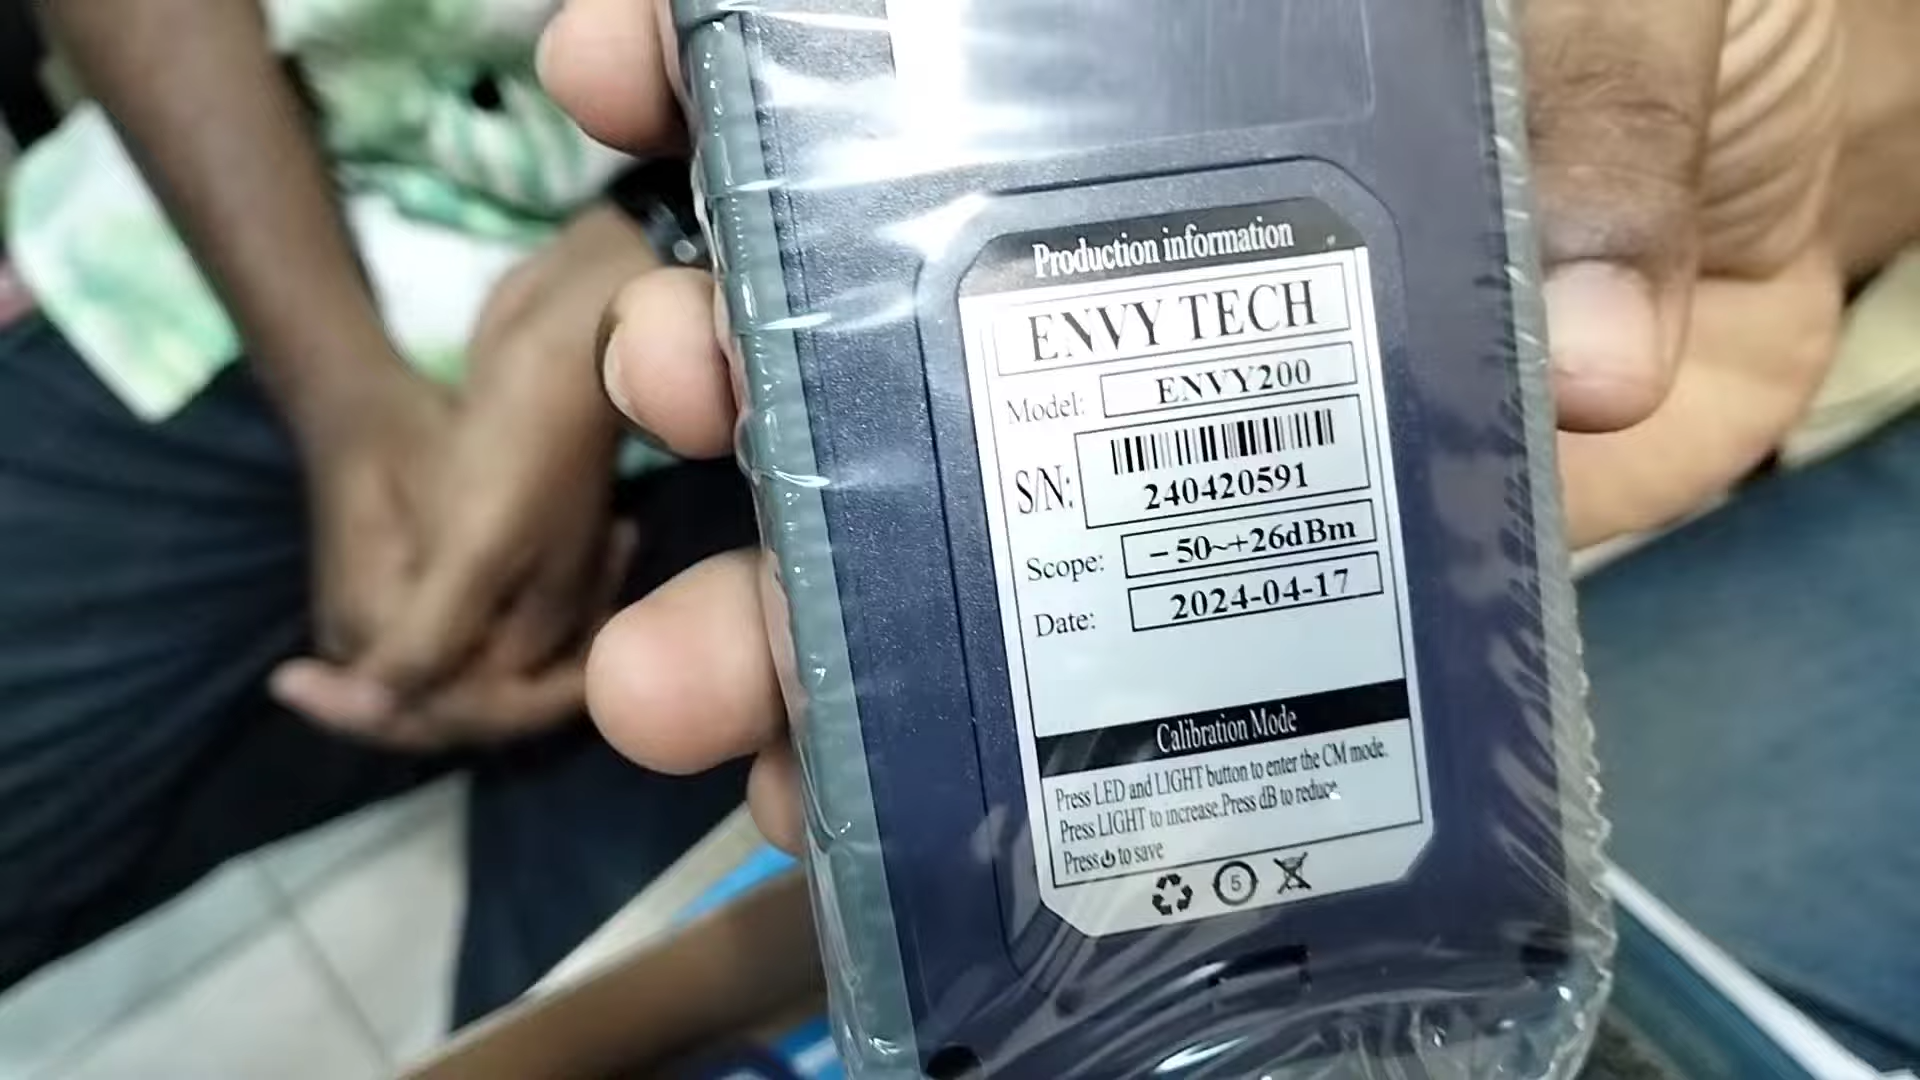 Production information
ENVY TECH
Model: ENVY200
S/N: 240420591
Scope: -50~+26dBm
Date: 2024-04-17
Calibration Mode
Press LED and LIGHT button to enter the CM mode.
Press LIGHT to increase.Press dB to reduce
Press⏻to save
5